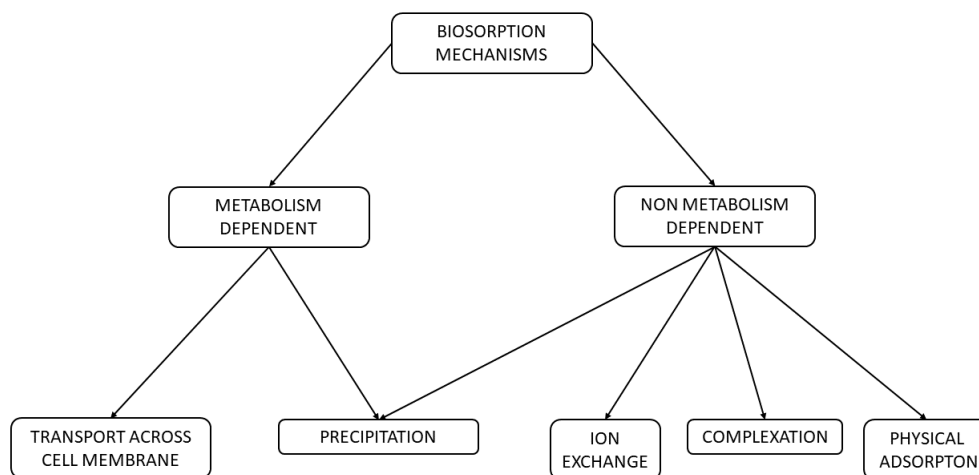 BIOSORPTION
MECHANISMS
METABOLISM
DEPENDENT
NON METABOLISM
DEPENDENT
TRANSPORT ACROSS
CELL MEMBRANE
PRECIPITATION
ION
EXCHANGE
COMPLEXATION
PHYSICAL
ADSORPTON